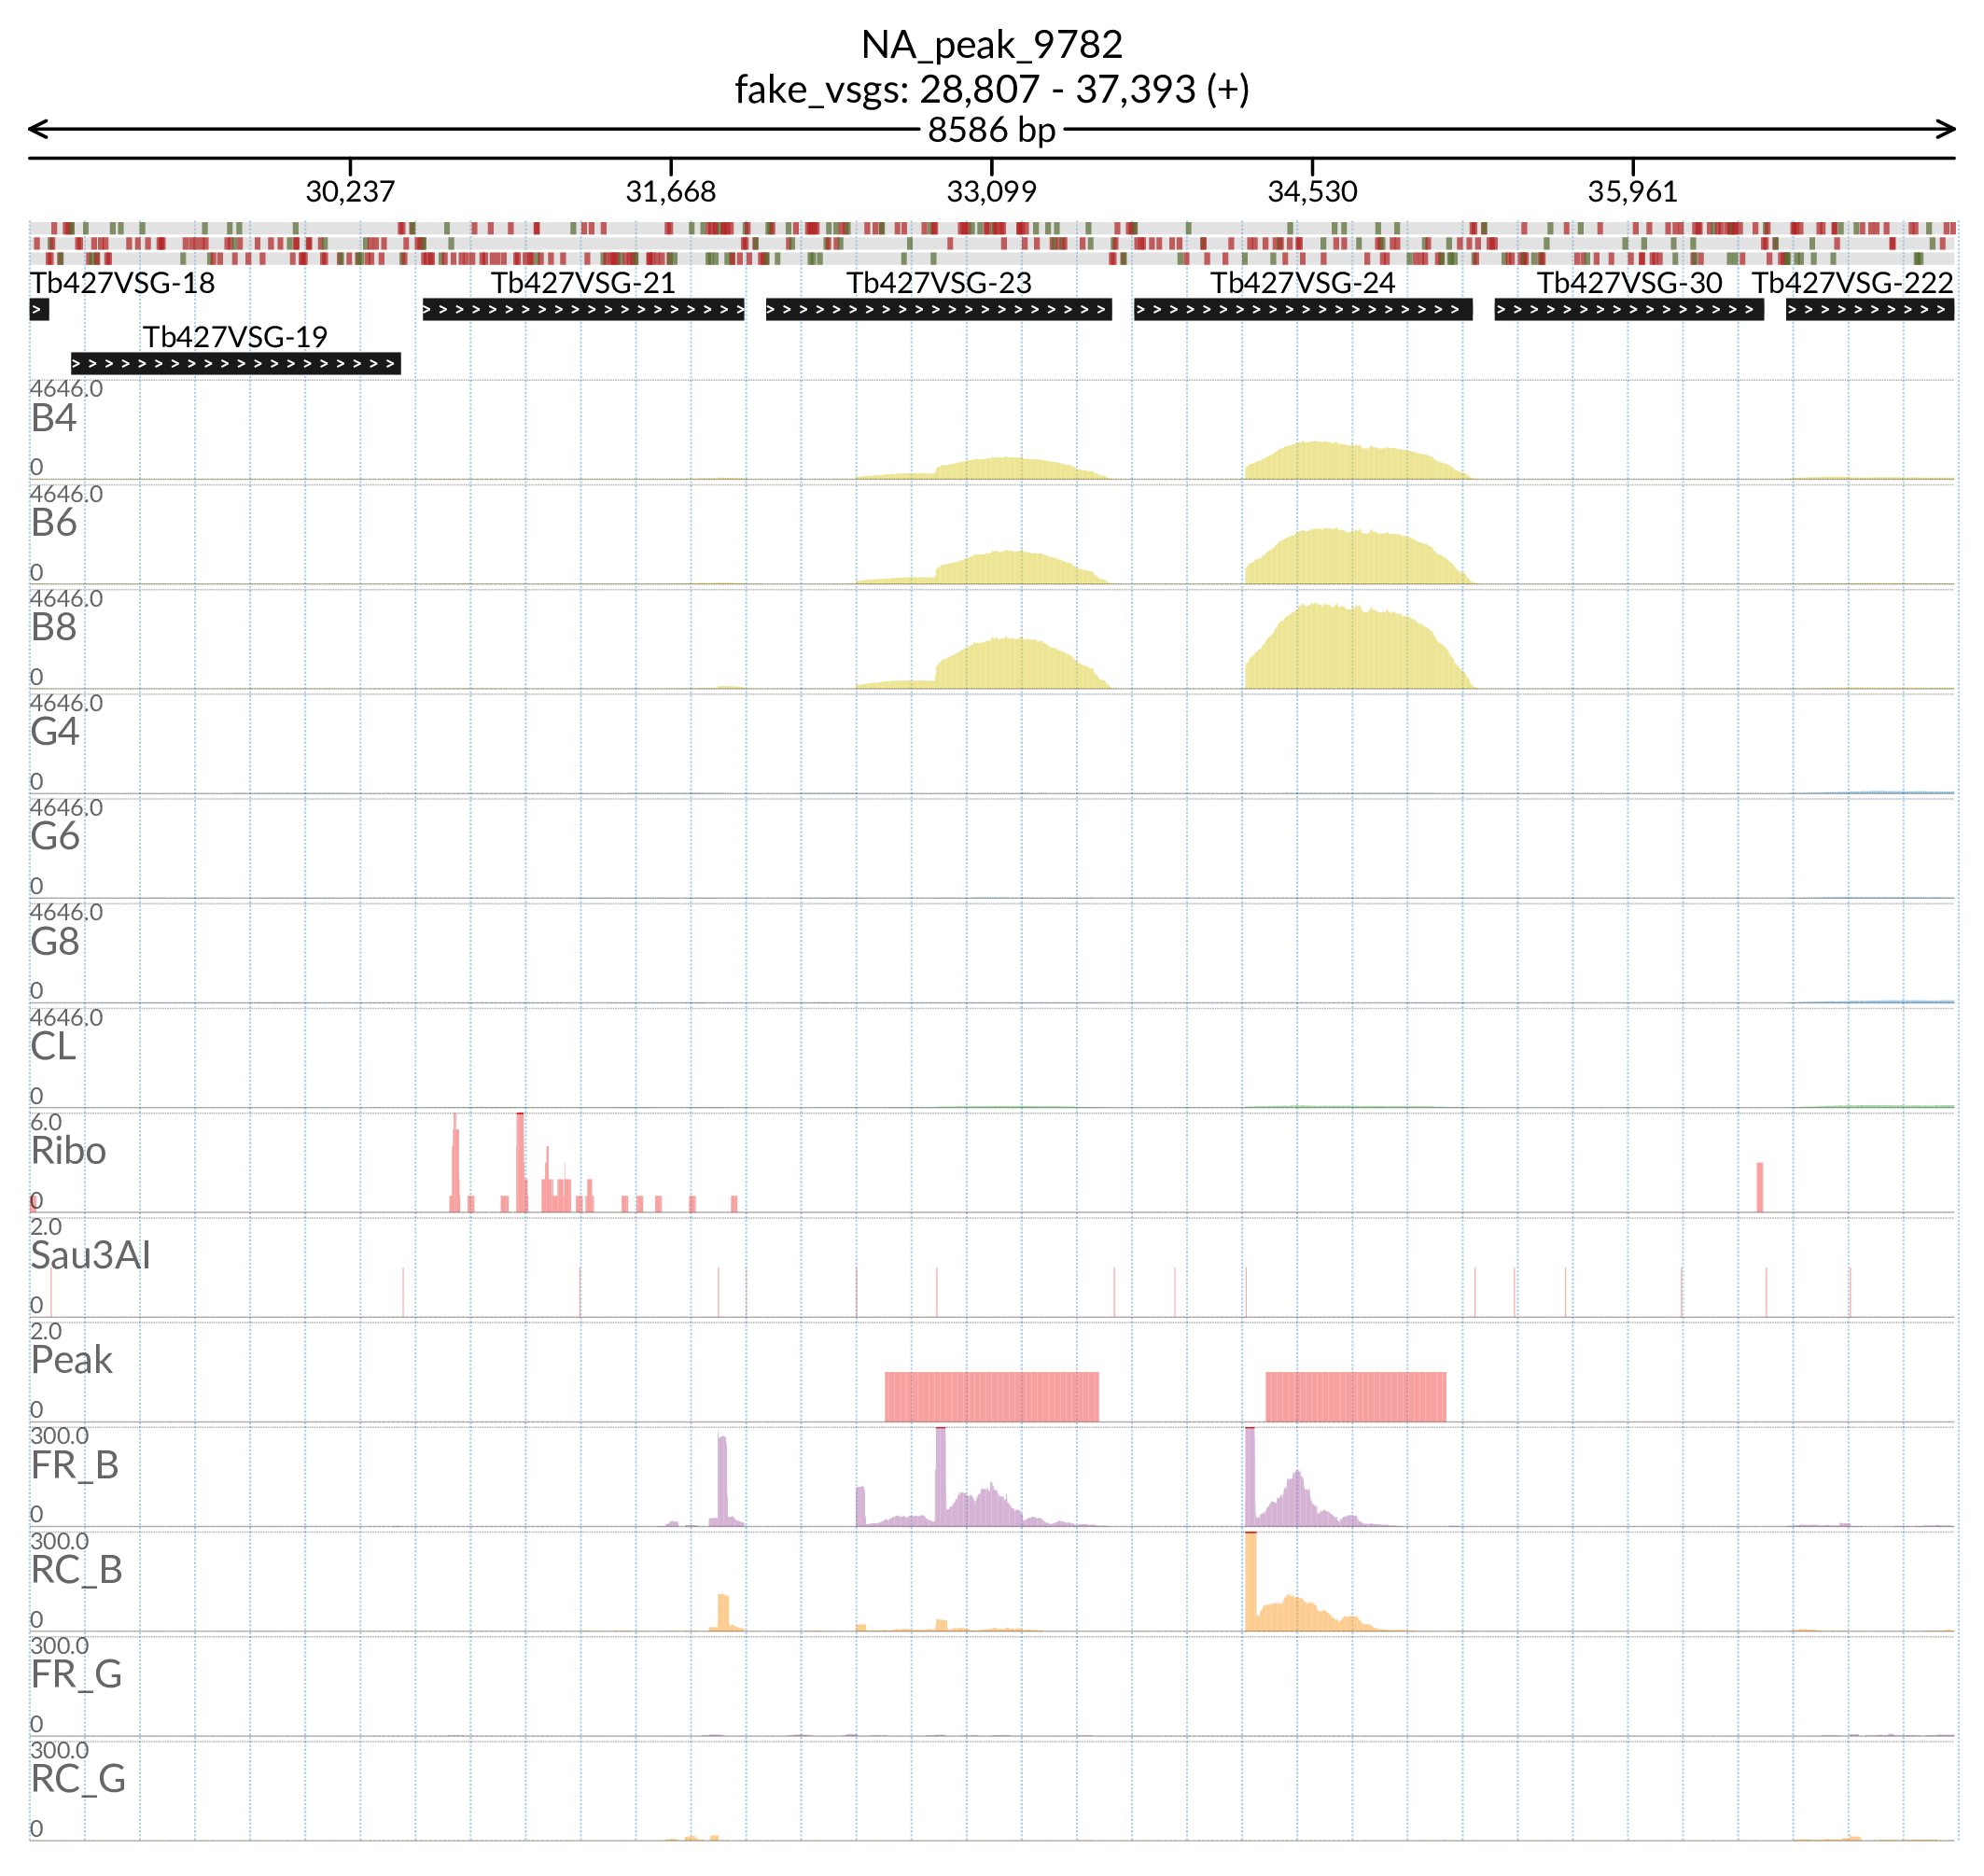 NA_peak_9782
fake_vsgs: 28,807 - 37,393 (+)
8586 bp
30,237 31,668 33,099 34,530 35,961
Tb427VSG-18 Tb427VSG-21 Tb427VSG-23 Tb427VSG-24 Tb427VSG-30 Tb427VSG-222
Tb427VSG-19
4646.0
B4
0
4646.0
B6
0
4646.0
B8
0
4646.0
G4
0
4646.0
G6
0
4646.0
G8
0
4646.0
CL
0
6.0
Ribo
0
2.0
Sau3AI
0
2.0
Peak
0
300.0
FR_B
0
300.0
RC_B
0
300.0
FR_G
0
300.0
RC_G
0